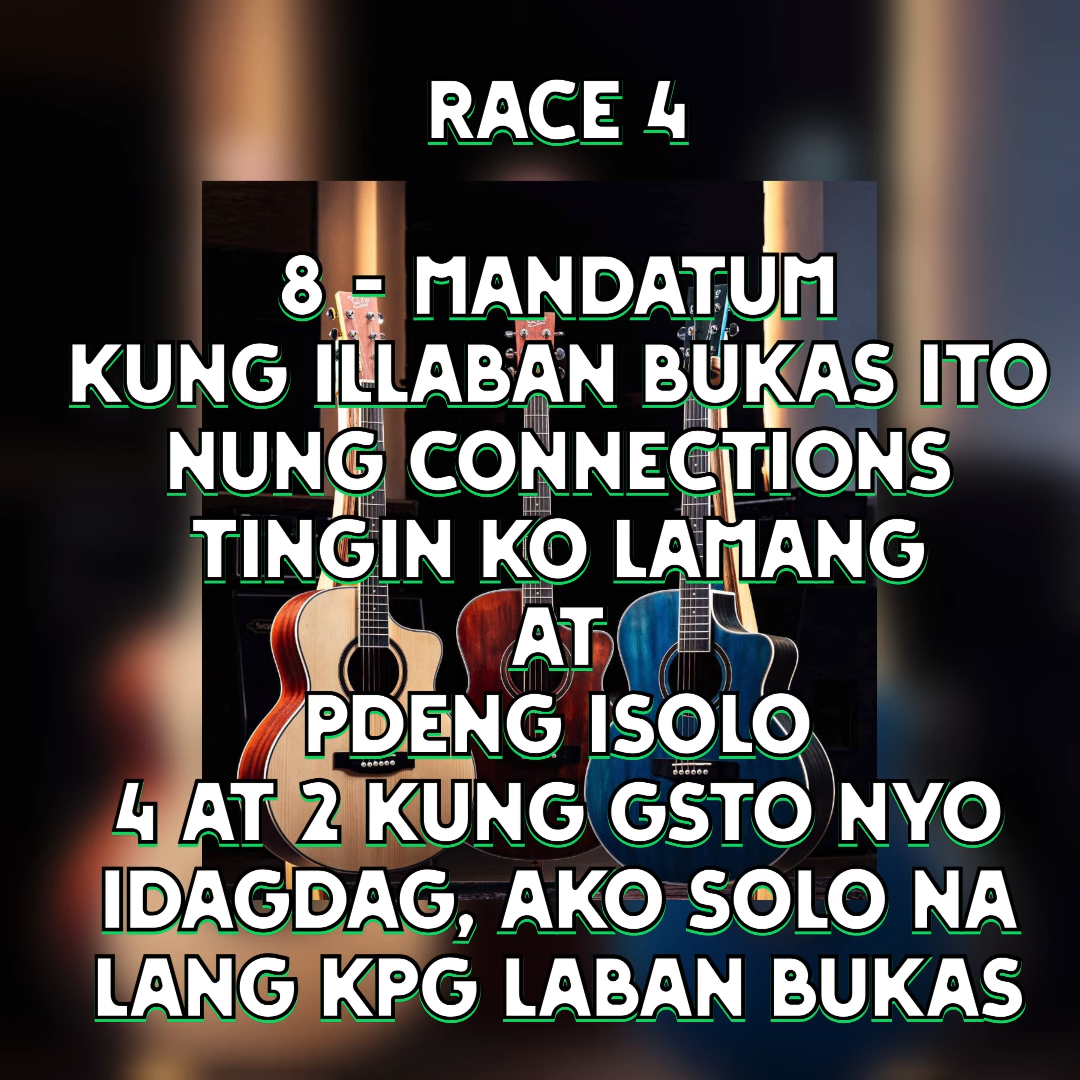 RACE 4
8 - MANDATUM
KUNG ILLABAN BUKAS ITO
NUNG CONNECTIONS
TINGIN KO LAMANG
AT
PDENG ISOLO
4 AT 2 KUNG GSTO NYO
IDAGDAG, AKO SOLO NA
LANG KPG LABAN BUKAS